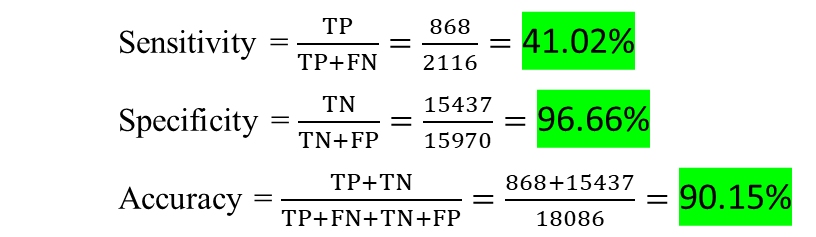 Sensitivity = TP/TP+FN = 868/2116 = 41.02%
Specificity = TN/TN+FP = 15437/15970 = 96.66%
Accuracy = TP+TN/TP+FN+TN+FP = 868+15437/18086 = 90.15%